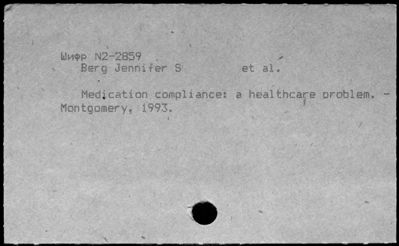 Шифр N2-2859
Berg Jennifer S et al.
Medication compliance: a healthcare problem. -
Montgomery, 1993.